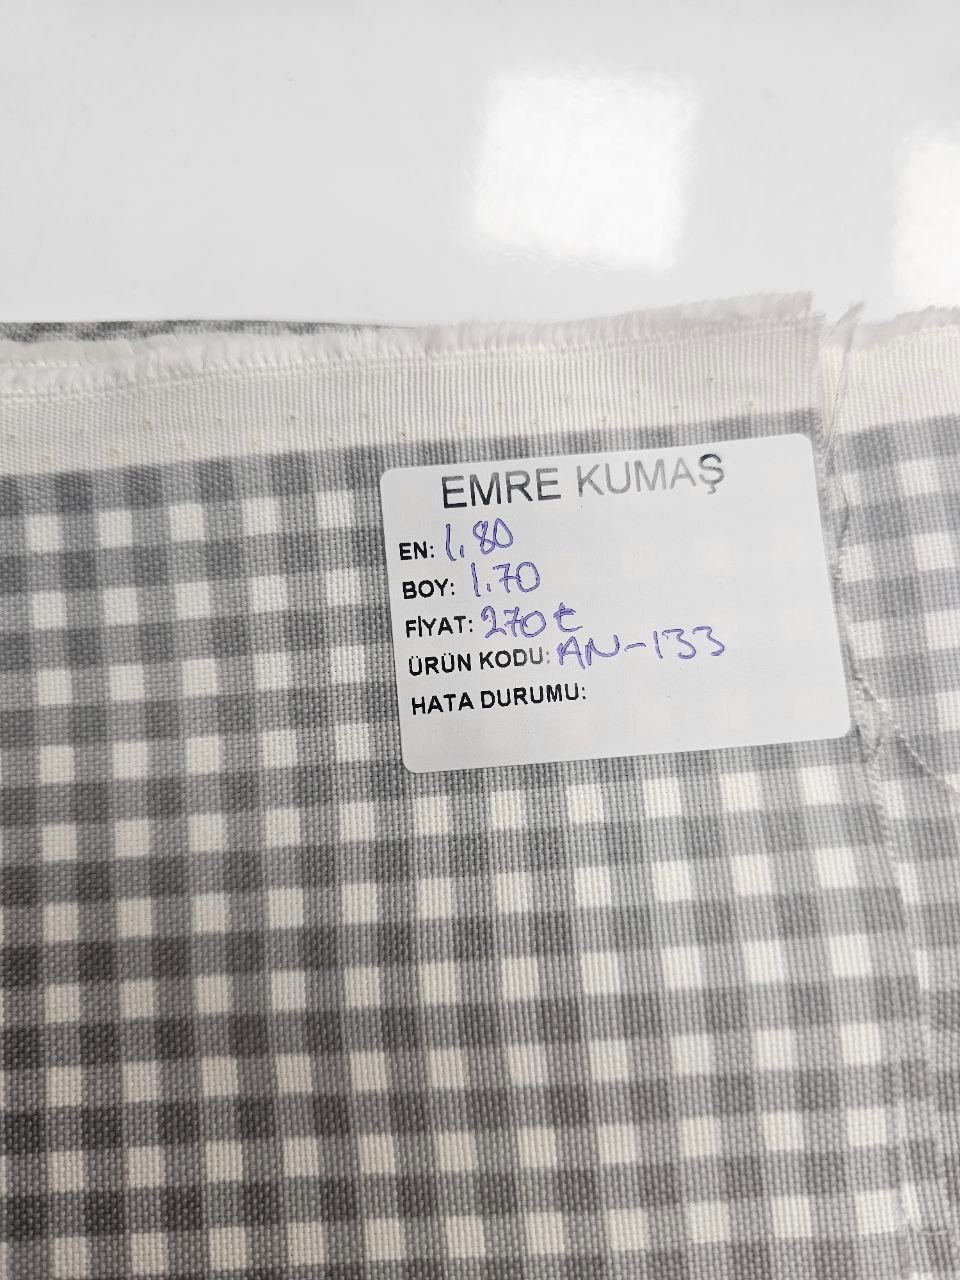 EMRE KUMAŞ
EN: 1.80
BOY: 1.70
FİYAT: 270₺
ÜRÜN KODU: AN-133
HATA DURUMU: